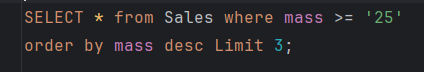 SELECT * from Sales where mass >= '25'
order by mass desc Limit 3;